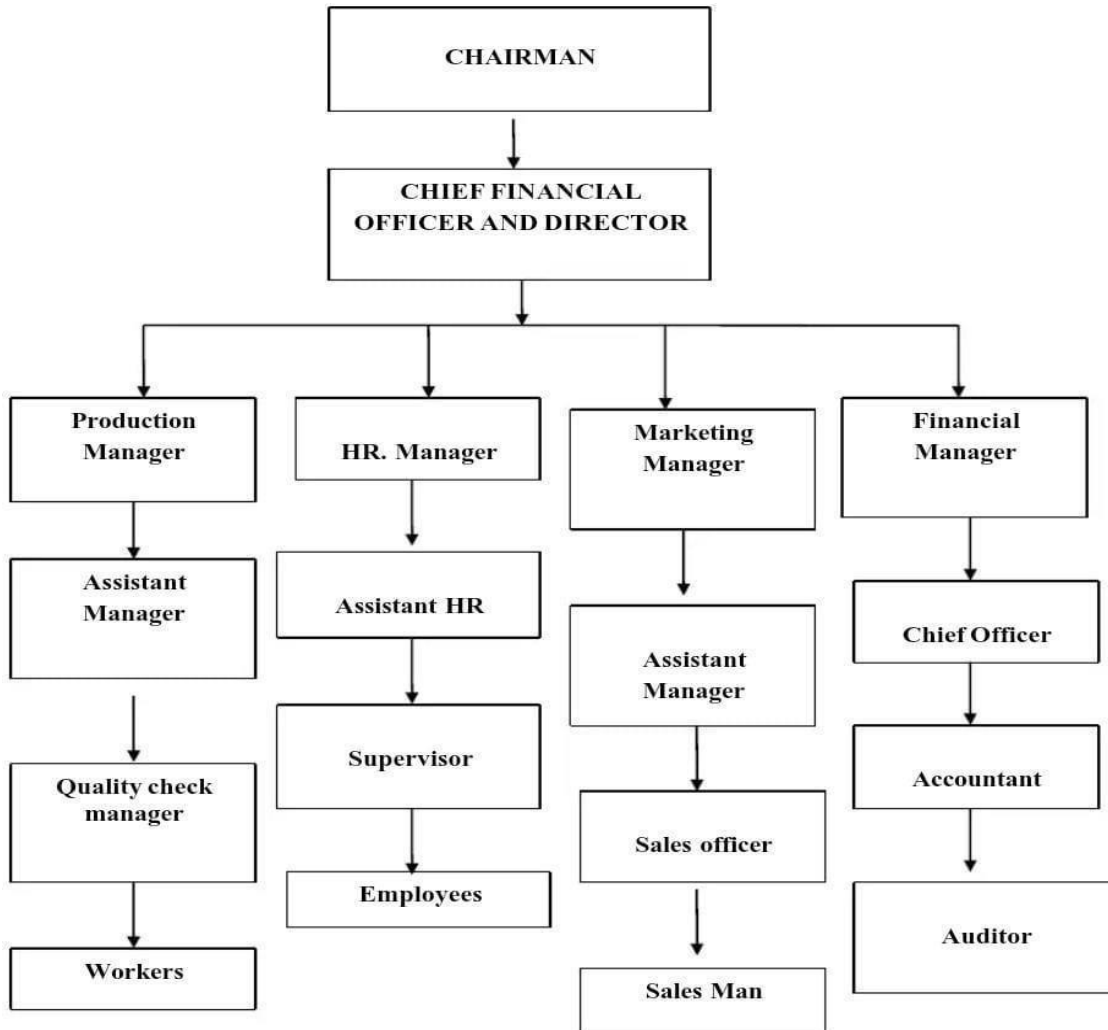 CHAIRMAN
CHIEF FINANCIAL
OFFICER AND DIRECTOR
Production
Manager
HR. Manager
Marketing
Manager
Financial
Manager
Assistant
Manager
Assistant HR
Assistant
Manager
Chief Officer
Quality check
manager
Supervisor
Sales officer
Accountant
Workers
Employees
Sales Man
Auditor